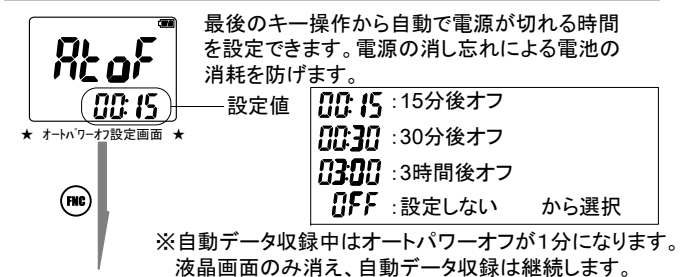 最後のキー操作から自動で電源が切れる時間
を設定できます。電源の消し忘れによる電池の
消耗を防げます。
AtoF
00:15
設定値
★ オートパワーオフ設定画面 ★
FNC
00:15 :15分後オフ
00:30 :30分後オフ
03:00 :3時間後オフ
OFF :設定しない から選択
※自動データ収録中はオートパワーオフが1分になります。
液晶画面のみ消え、自動データ収録は継続します。